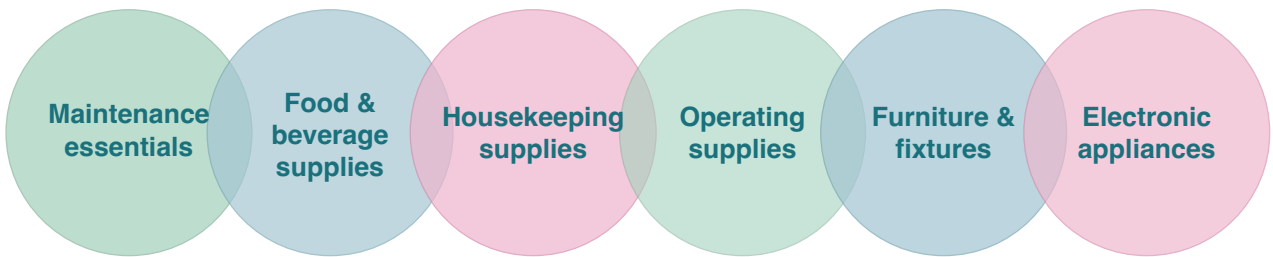 Maintenance
essentials
Food &
beverage
supplies
Housekeeping
supplies
Operating
supplies
Furniture &
fixtures
Electronic
appliances